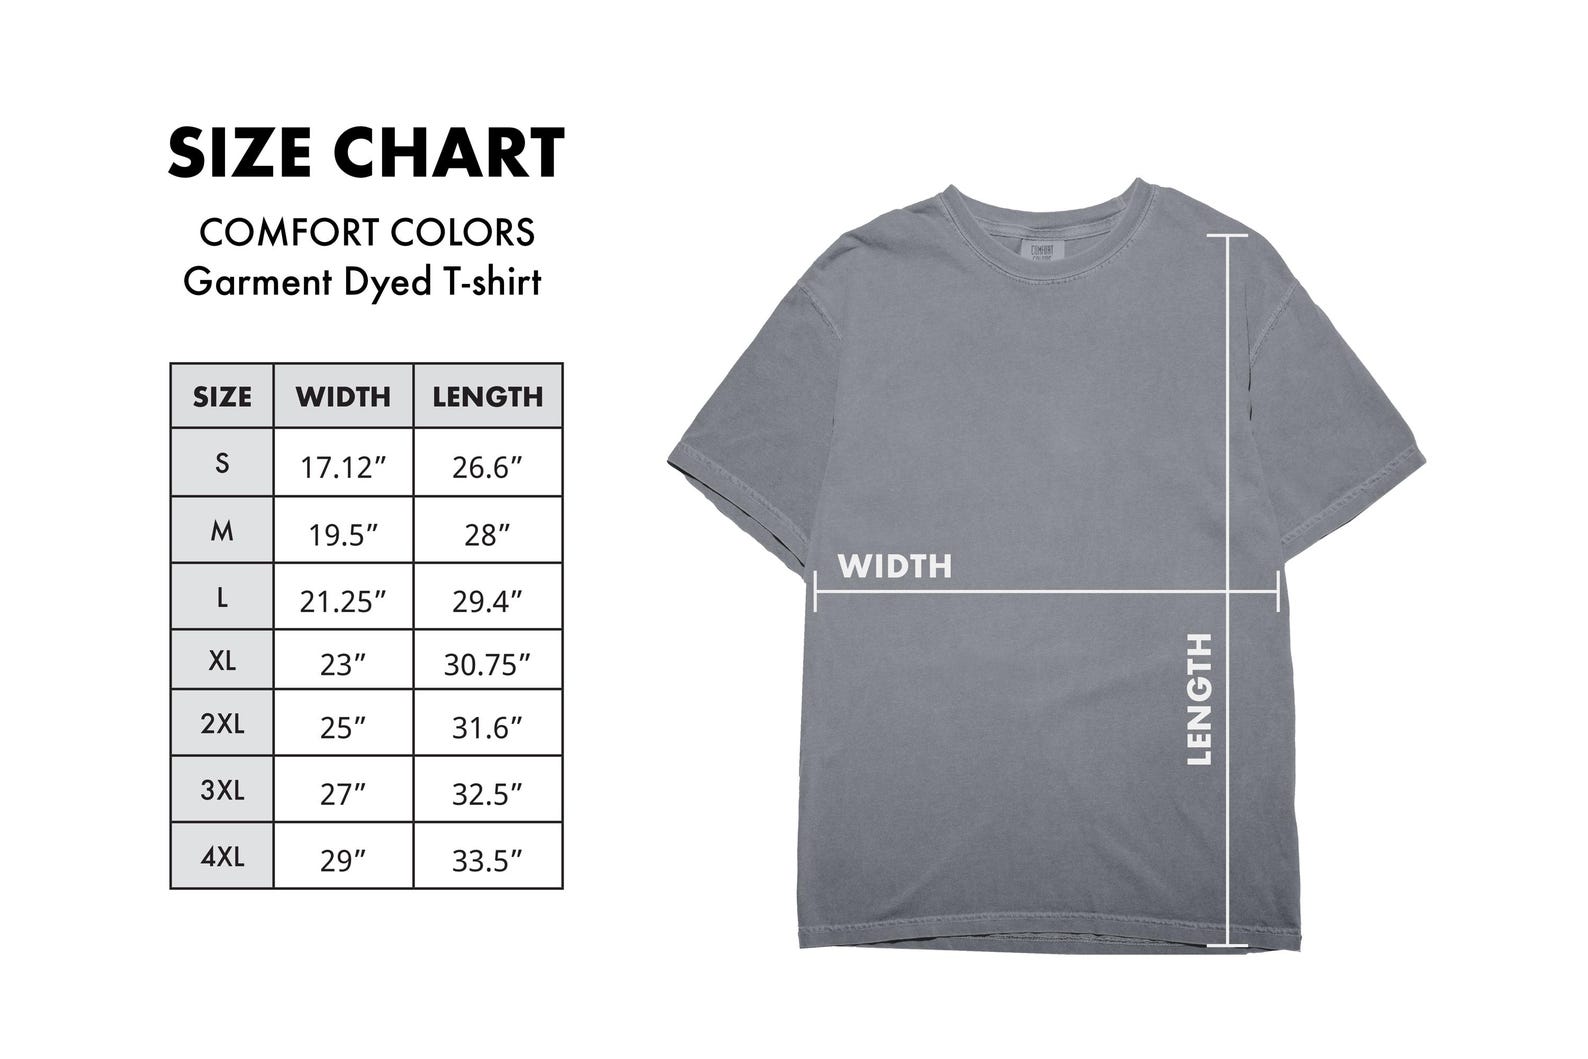 SIZE CHART
COMFORT COLORS
Garment Dyed T-shirt
SIZE WIDTH LENGTH
S 17.12” 26.6”
M 19.5” 28”
L 21.25” 29.4”
XL 23” 30.75”
2XL 25” 31.6”
3XL 27” 32.5”
4XL 29” 33.5”
COMFORT
COLORS
WIDTH
LENGTH